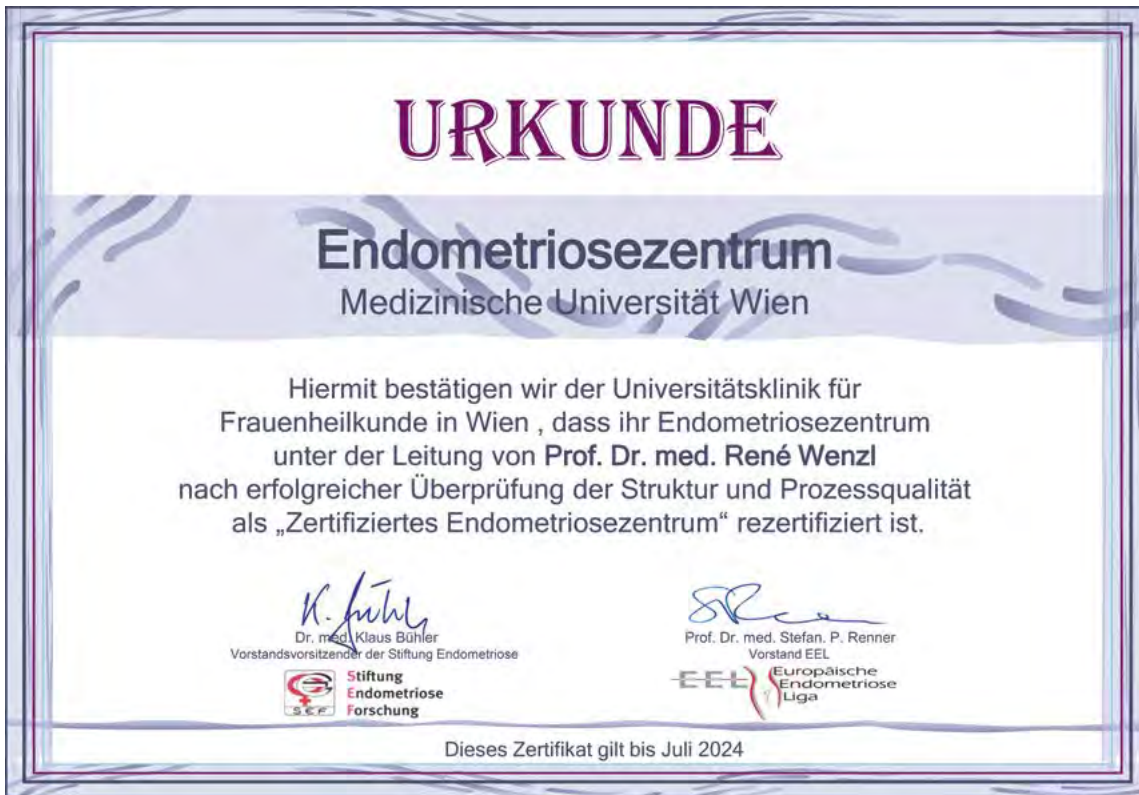 URKUNDE
Endometriosezentrum
Medizinische Universität Wien
Hiermit bestätigen wir der Universitätsklinik für
Frauenheilkunde in Wien , dass ihr Endometriosezentrum
unter der Leitung von Prof. Dr. med. René Wenzl
nach erfolgreicher Überprüfung der Struktur und Prozessqualität
als „Zertifiziertes Endometriosezentrum“ rezertifiziert ist.
Dr. med. Klaus Bühler
Vorstandsvorsitzender der Stiftung Endometriose
SEF
Stiftung
Endometriose
Forschung
Prof. Dr. med. Stefan. P. Renner
Vorstand EEL
EEL
Europäische
Endometriose
Liga
Dieses Zertifikat gilt bis Juli 2024